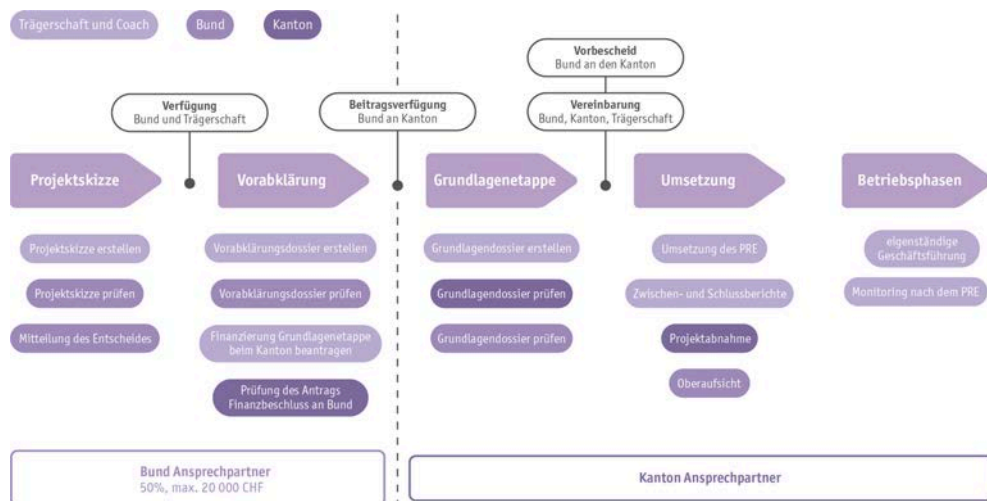 Trägerschaft und Coach
Bund
Kanton
Vorbescheid
Bund an den Kanton
Verfügung
Bund und Trägerschaft
Beitragsverfügung
Bund an Kanton
Vereinbarung
Bund, Kanton, Trägerschaft
Projektskizze
Vorabklärung
Grundlagenetappe
Umsetzung
Betriebsphasen
Projektskizze erstellen
Projektskizze prüfen
Mitteilung des Entscheides
Vorabklärungsdossier erstellen
Vorabklärungsdossier prüfen
Finanzierung Grundlagenetappe
beim Kanton beantragen
Prüfung des Antrags
Finanzbeschluss an Bund
Grundlagendossier erstellen
Grundlagendossier prüfen
Grundlagendossier prüfen
Umsetzung des PRE
Zwischen- und Schlussberichte
Projektabnahme
Oberaufsicht
eigenständige
Geschäftsführung
Monitoring nach dem PRE
Bund Ansprechpartner
50%, max. 20 000 CHF
Kanton Ansprechpartner